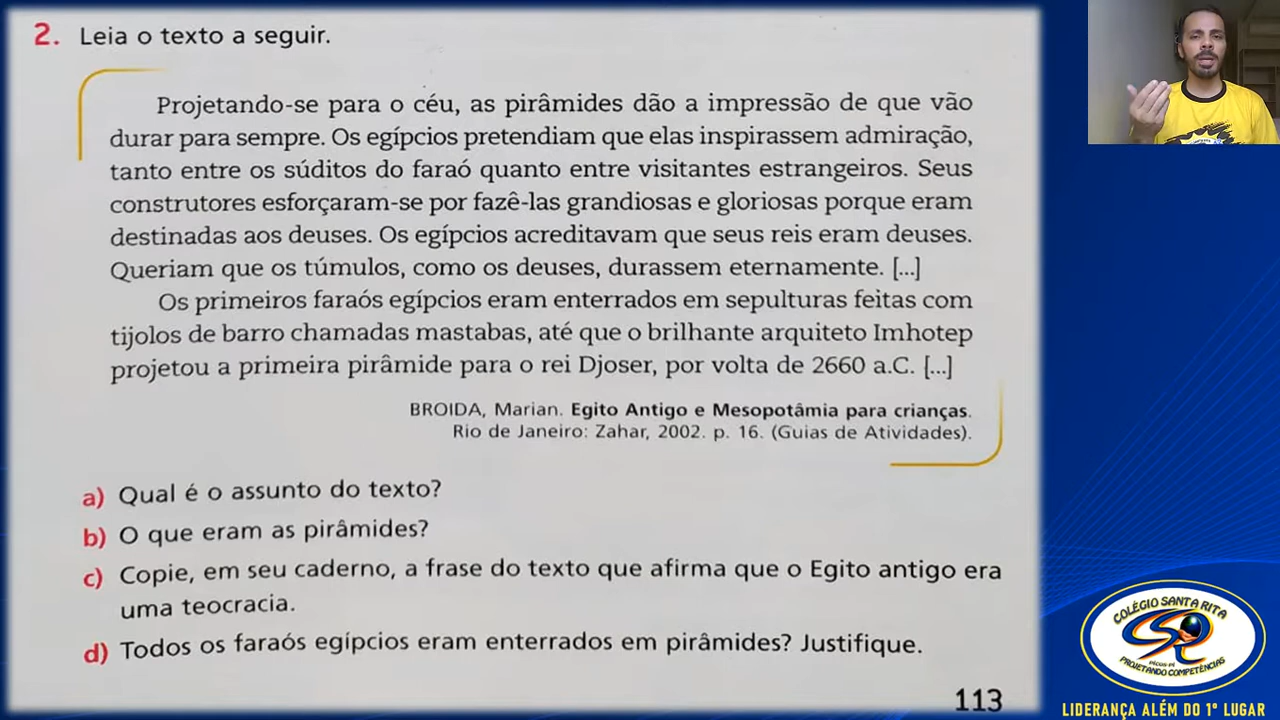 2. Leia o texto a seguir.
Projetando-se para o céu, as pirâmides dão a impressão de que vão
durar para sempre. Os egípcios pretendiam que elas inspirassem admiração,
tanto entre os súditos do faraó quanto entre visitantes estrangeiros. Seus
construtores esforçaram-se por fazê-las grandiosas e gloriosas porque eram
destinadas aos deuses. Os egípcios acreditavam que seus reis eram deuses.
Queriam que os túmulos, como os deuses, durassem eternamente. [...]
Os primeiros faraós egípcios eram enterrados em sepulturas feitas com
tijolos de barro chamadas mastabas, até que o brilhante arquiteto Imhotep
projetou a primeira pirâmide para o rei Djoser, por volta de 2660 a.C. [...]
BROIDA, Marian. Egito Antigo e Mesopotâmia para crianças.
Rio de Janeiro: Zahar, 2002. p. 16. (Guias de Atividades).
a) Qual é o assunto do texto?
b) O que eram as pirâmides?
c) Copie, em seu caderno, a frase do texto que afirma que o Egito antigo era
uma teocracia.
d) Todos os faraós egípcios eram enterrados em pirâmides? Justifique.
113
COLÉGIO SANTA RITA
PICOS-PI
PROJETANDO COMPETÊNCIAS
LIDERANÇA ALÉM DO 1º LUGAR